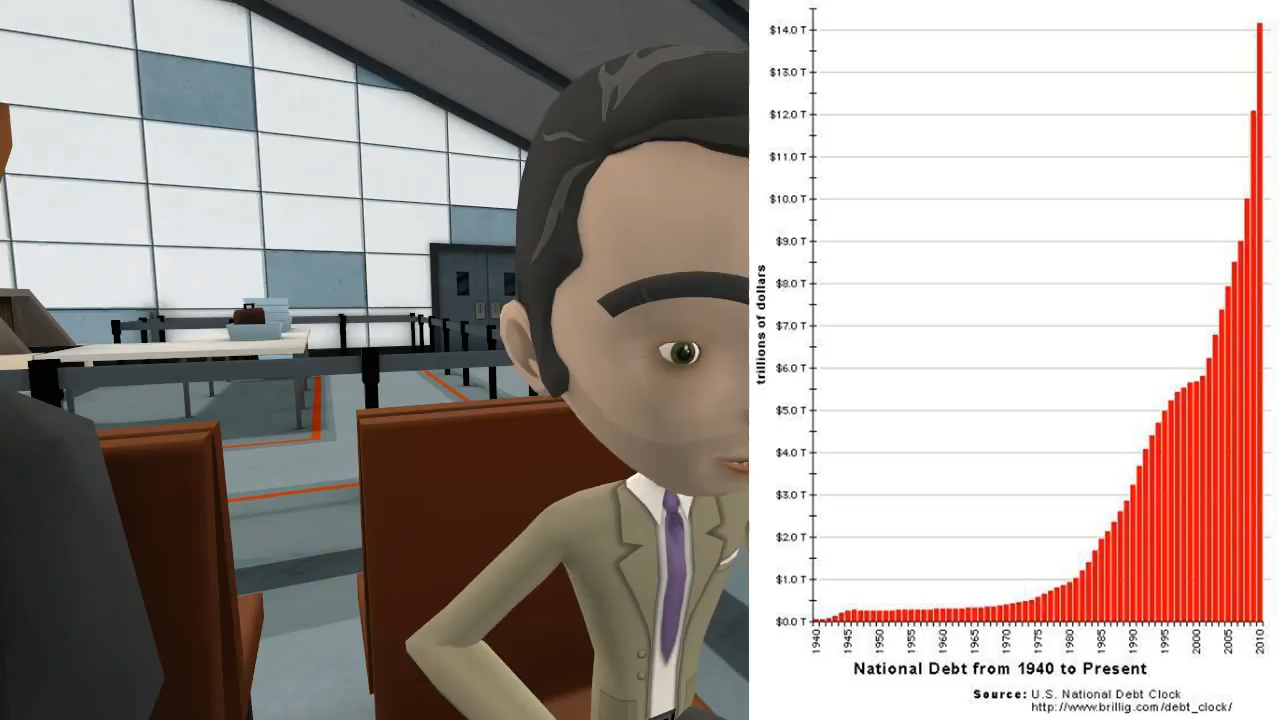 $14.0 T
$13.0 T
$12.0 T
$11.0 T
$10.0 T
$9.0 T
$8.0 T
$7.0 T
$6.0 T
$5.0 T
$4.0 T
$3.0 T
$2.0 T
$1.0 T
$0.0 T
trillions of dollars
1940 1945 1950 1955 1960 1965 1970 1975 1980 1985 1990 1995 2000 2005 2010
National Debt from 1940 to Present
Source: U.S. National Debt Clock
http://www.brillig.com/debt_clock/